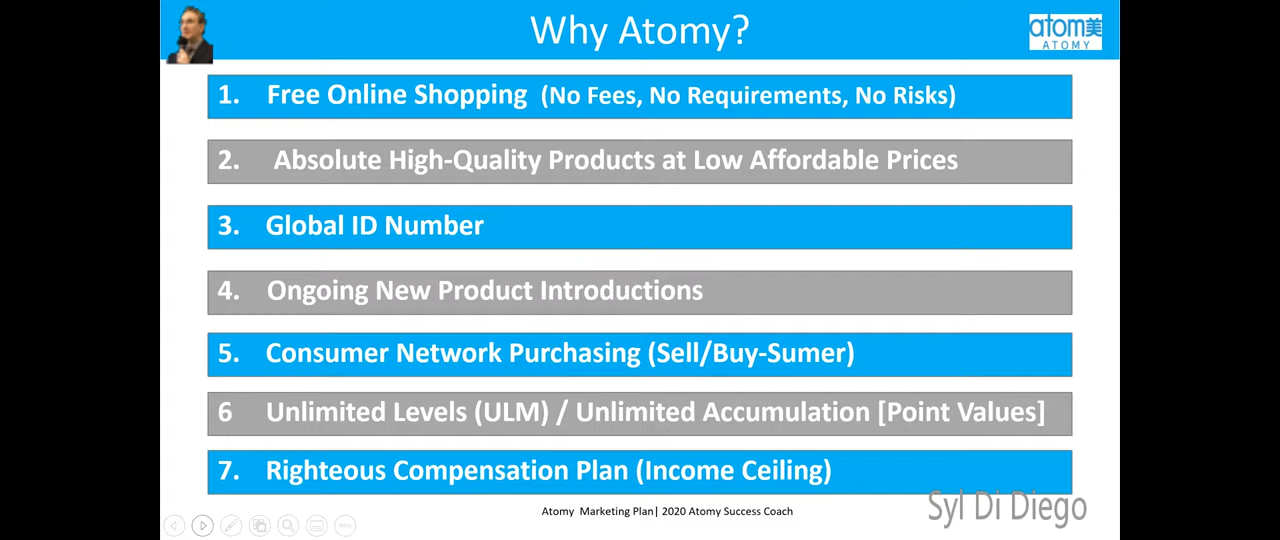 Why Atomy?
atom美
ATOMY
1. Free Online Shopping (No Fees, No Requirements, No Risks)
2. Absolute High-Quality Products at Low Affordable Prices
3. Global ID Number
4. Ongoing New Product Introductions
5. Consumer Network Purchasing (Sell/Buy-Sumer)
6 Unlimited Levels (ULM) / Unlimited Accumulation [Point Values]
7. Righteous Compensation Plan (Income Ceiling)
Atomy Marketing Plan| 2020 Atomy Success Coach
Syl Di Diego